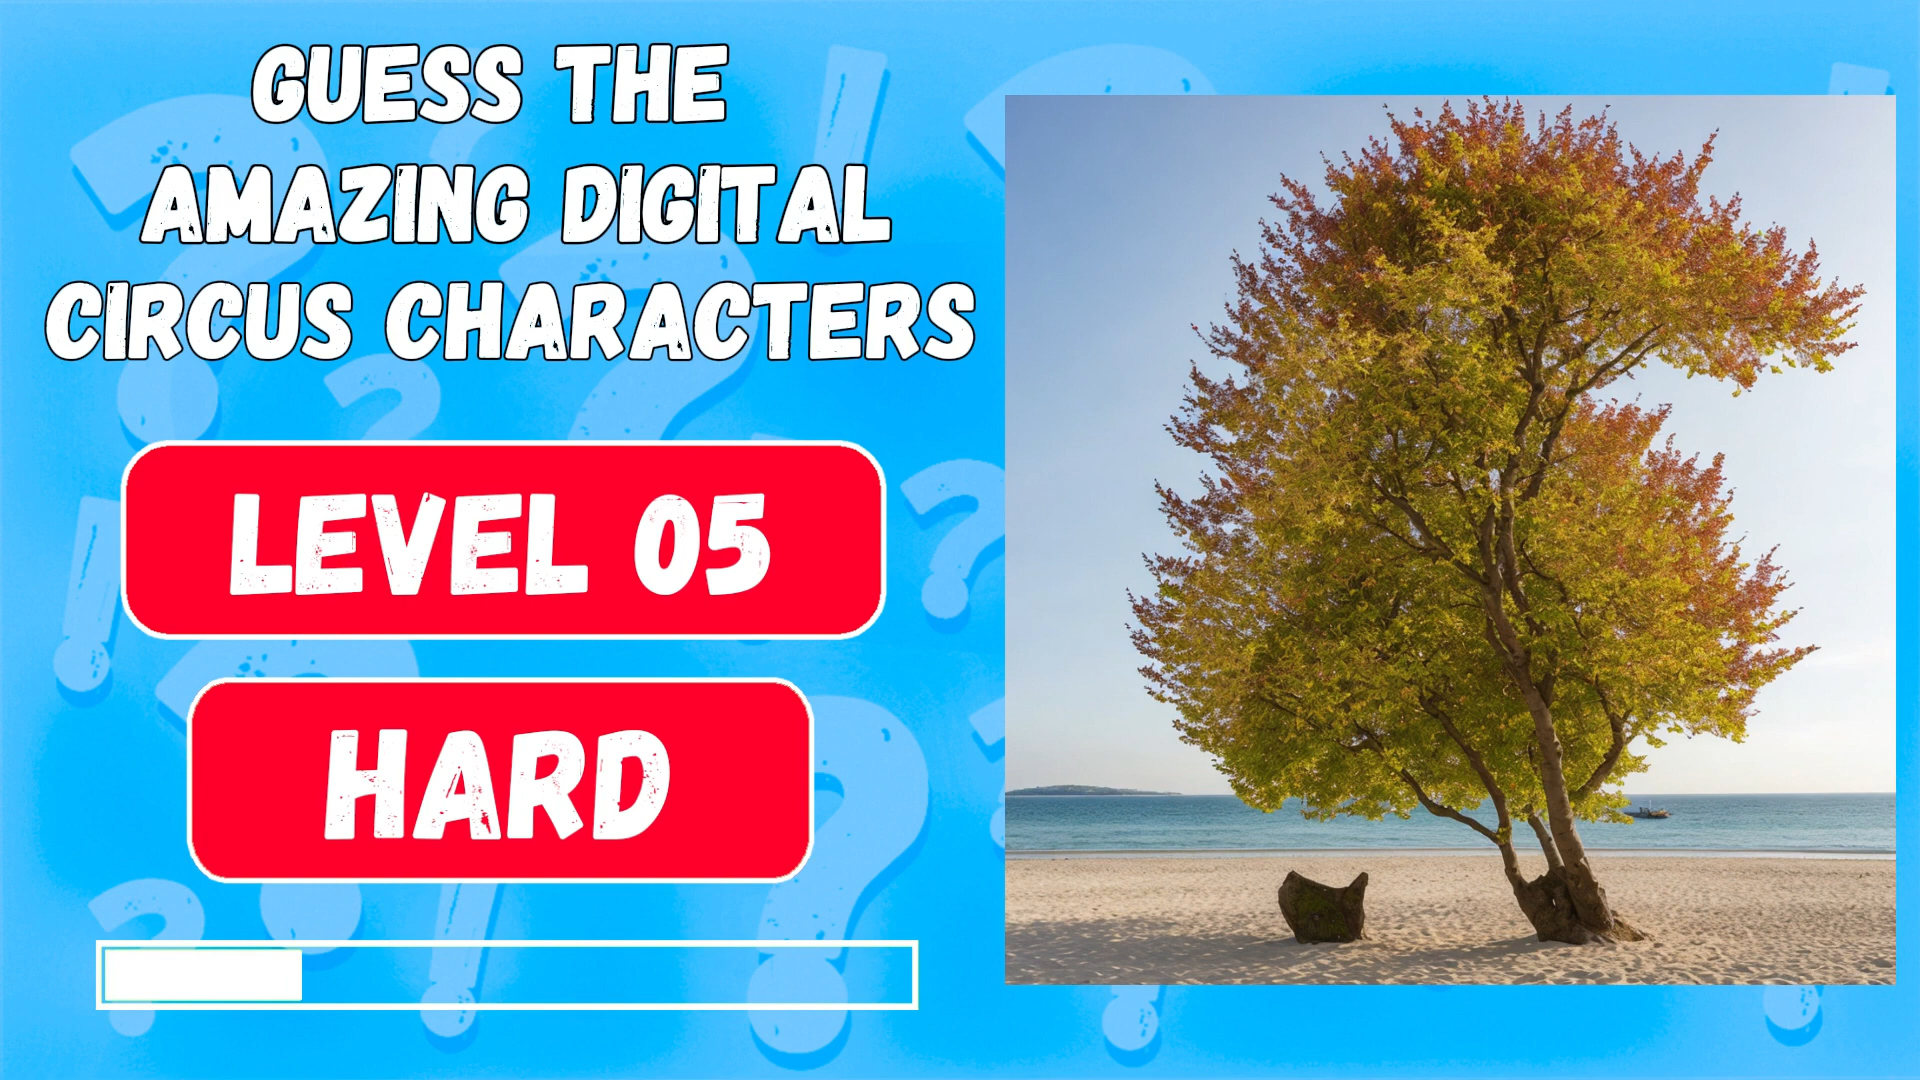 GUESS THE
AMAZING DIGITAL
CIRCUS CHARACTERS
LEVEL 05
HARD